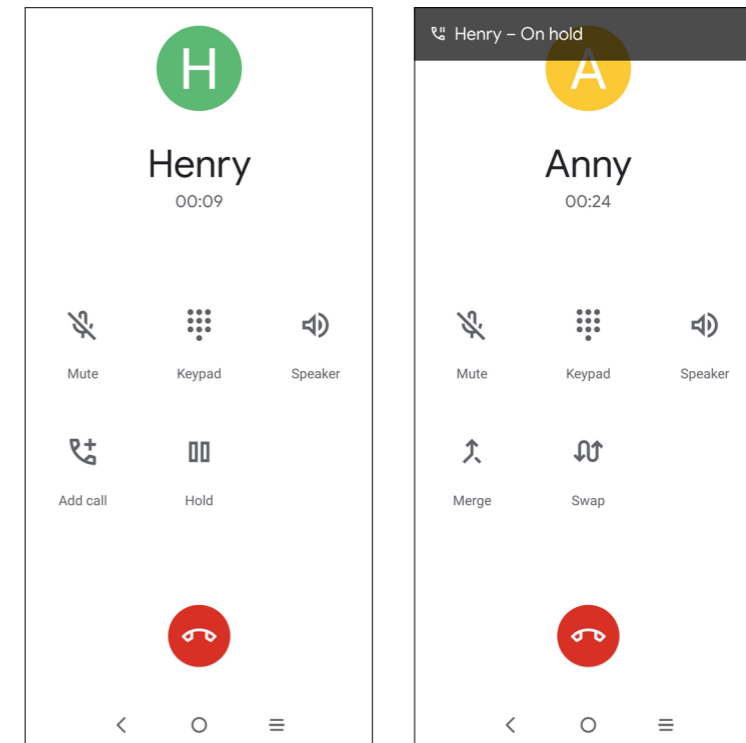 H
Henry
00:09
Mute
Keypad
Speaker
Add call
Hold
Henry – On hold
A
Anny
00:24
Mute
Keypad
Speaker
Merge
Swap